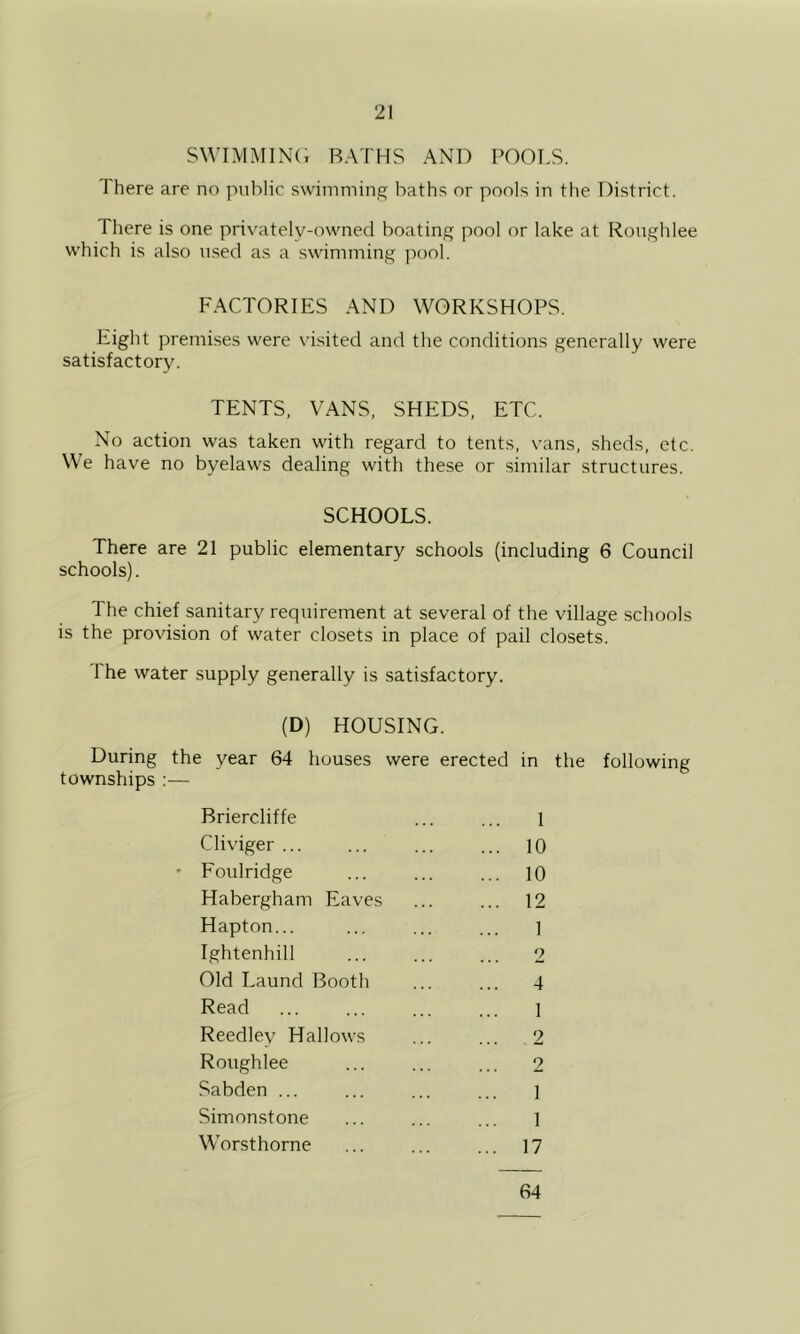 21
SWIMMING BATHS AND POOLS.
There are no public swimming baths or pools in the District.
There is one privately-owned boating pool or lake at Roughlee
which is also used as a swimming pool.
FACTORIES AND WORKSHOPS.
Eight premises were visited and the conditions generally were
satisfactory.
TENTS, VANS, SHEDS, ETC.
No action was taken with regard to tents, vans, sheds, etc.
We have no byelaws dealing with these or similar structures.
SCHOOLS.
There are 21 public elementary schools (including 6 Council
schools).
The chief sanitary requirement at several of the village schools
is the provision of water closets in place of pail closets.
The water supply generally is satisfactory.
(D) HOUSING.
During the year 64 houses were erected in the following
townships :—
Briercliffe ... ... 1
Cliviger ... ... ... ... 10
Foulridge ... ... ... 10
Habergham Eaves ... ... 12
Hapton... ... ... ... 1
Ightenhill ... ... ... 2
Old Laund Booth ... ... 4
Read ... ... ... ... 1
Reedley Hallows ... ... 2
Roughlee ... ... ... 2
Sabden ... ... ... ... 1
Simonstone ... ... ... 1
Worsthorne ... ... ... 17
64